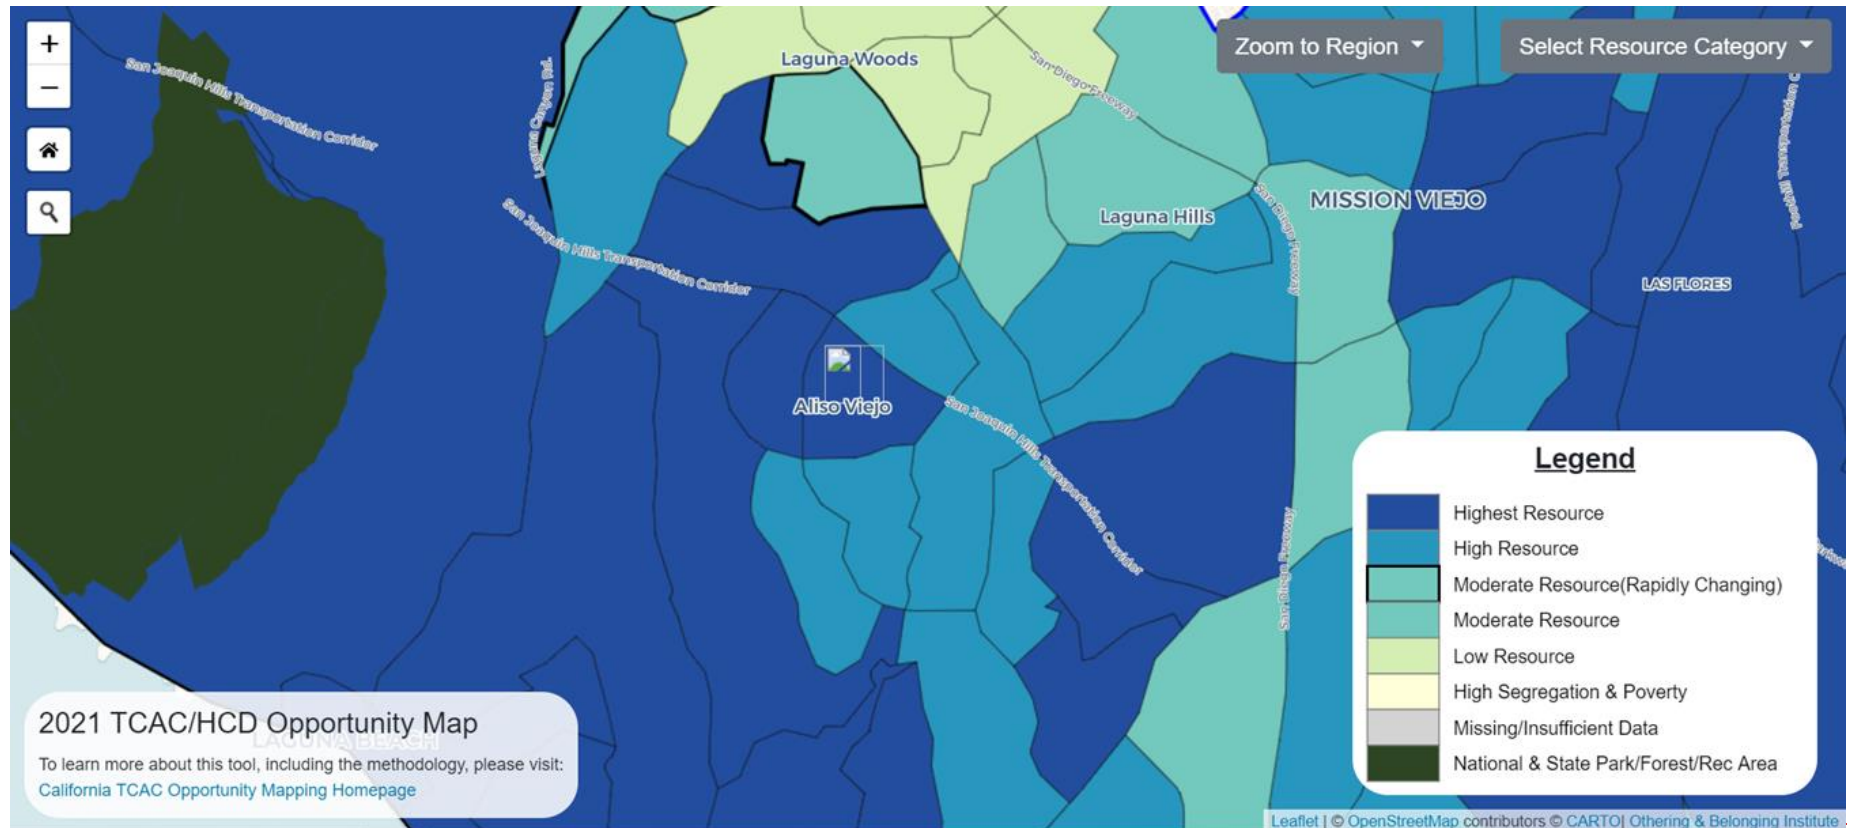 +
−
Zoom to Region
Select Resource Category
San Joaquin Hills Transportation Corridor
Laguna Canyon Rd.
Laguna Woods
San Diego Freeway
Foothill Transportation C
San Joaquin Hills Transportation Corridor
Laguna Hills
San Diego Freeway
MISSION VIEJO
LAS FLORES
Aliso Viejo
San Joaquin Hills Transportation Corridor
San Diego Freeway
Legend
Highest Resource
High Resource
Moderate Resource(Rapidly Changing)
Moderate Resource
Low Resource
High Segregation & Poverty
Missing/Insufficient Data
National & State Park/Forest/Rec Area
2021 TCAC/HCD Opportunity Map
LAGUNA BEACH
To learn more about this tool, including the methodology, please visit:
California TCAC Opportunity Mapping Homepage
Leaflet | © OpenStreetMap contributors © CARTO| Othering & Belonging Institute